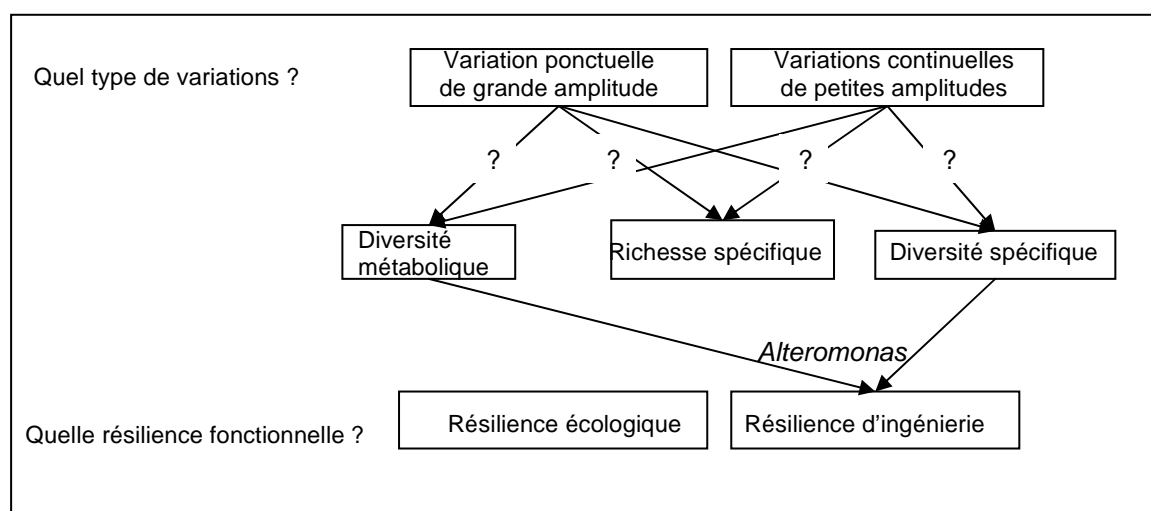 Quel type de variations ?
Variation ponctuelle
de grande amplitude
Variations continuelles
de petites amplitudes
?
?
?
?
Diversité
métabolique
Richesse spécifique
Diversité spécifique
Alteromonas
Quelle résilience fonctionnelle ?
Résilience écologique
Résilience d'ingénierie